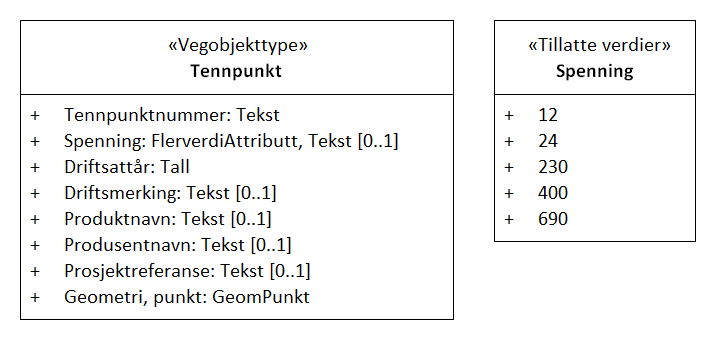 «Vegobjekttype»
Tennpunkt
+ Tennpunktnummer: Tekst
+ Spenning: FlerverdiAttributt, Tekst [0..1]
+ Driftsattår: Tall
+ Driftsmerking: Tekst [0..1]
+ Produktnavn: Tekst [0..1]
+ Produsentnavn: Tekst [0..1]
+ Prosjektreferanse: Tekst [0..1]
+ Geometri, punkt: GeomPunkt
«Tillatte verdier»
Spenning
+ 12
+ 24
+ 230
+ 400
+ 690